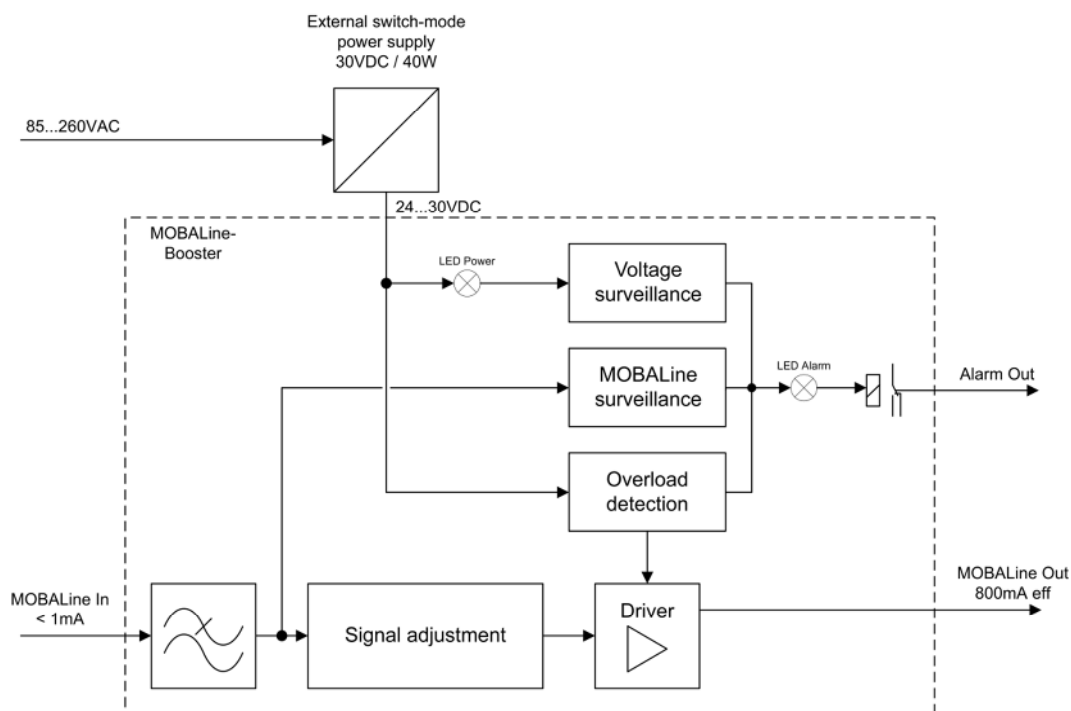 External switch-mode
power supply
30VDC / 40W
85...260VAC
24...30VDC
MOBALine-
Booster
LED Power
Voltage
surveillance
MOBALine
surveillance
LED Alarm
Alarm Out
Overload
detection
MOBALine In
< 1mA
Signal adjustment
Driver
MOBALine Out
800mA eff